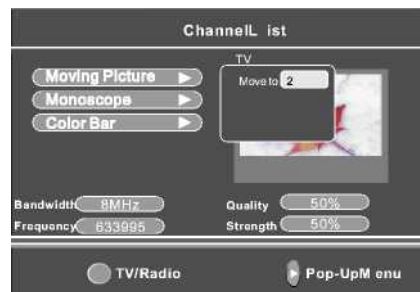 ChannelL ist
TV
Moving Picture
Move to 2
Monoscope
Color Bar
Bandwidth 8MHz
Quality 50%
Frequency 633995
Strength 50%
TV/Radio
Pop-UpM enu